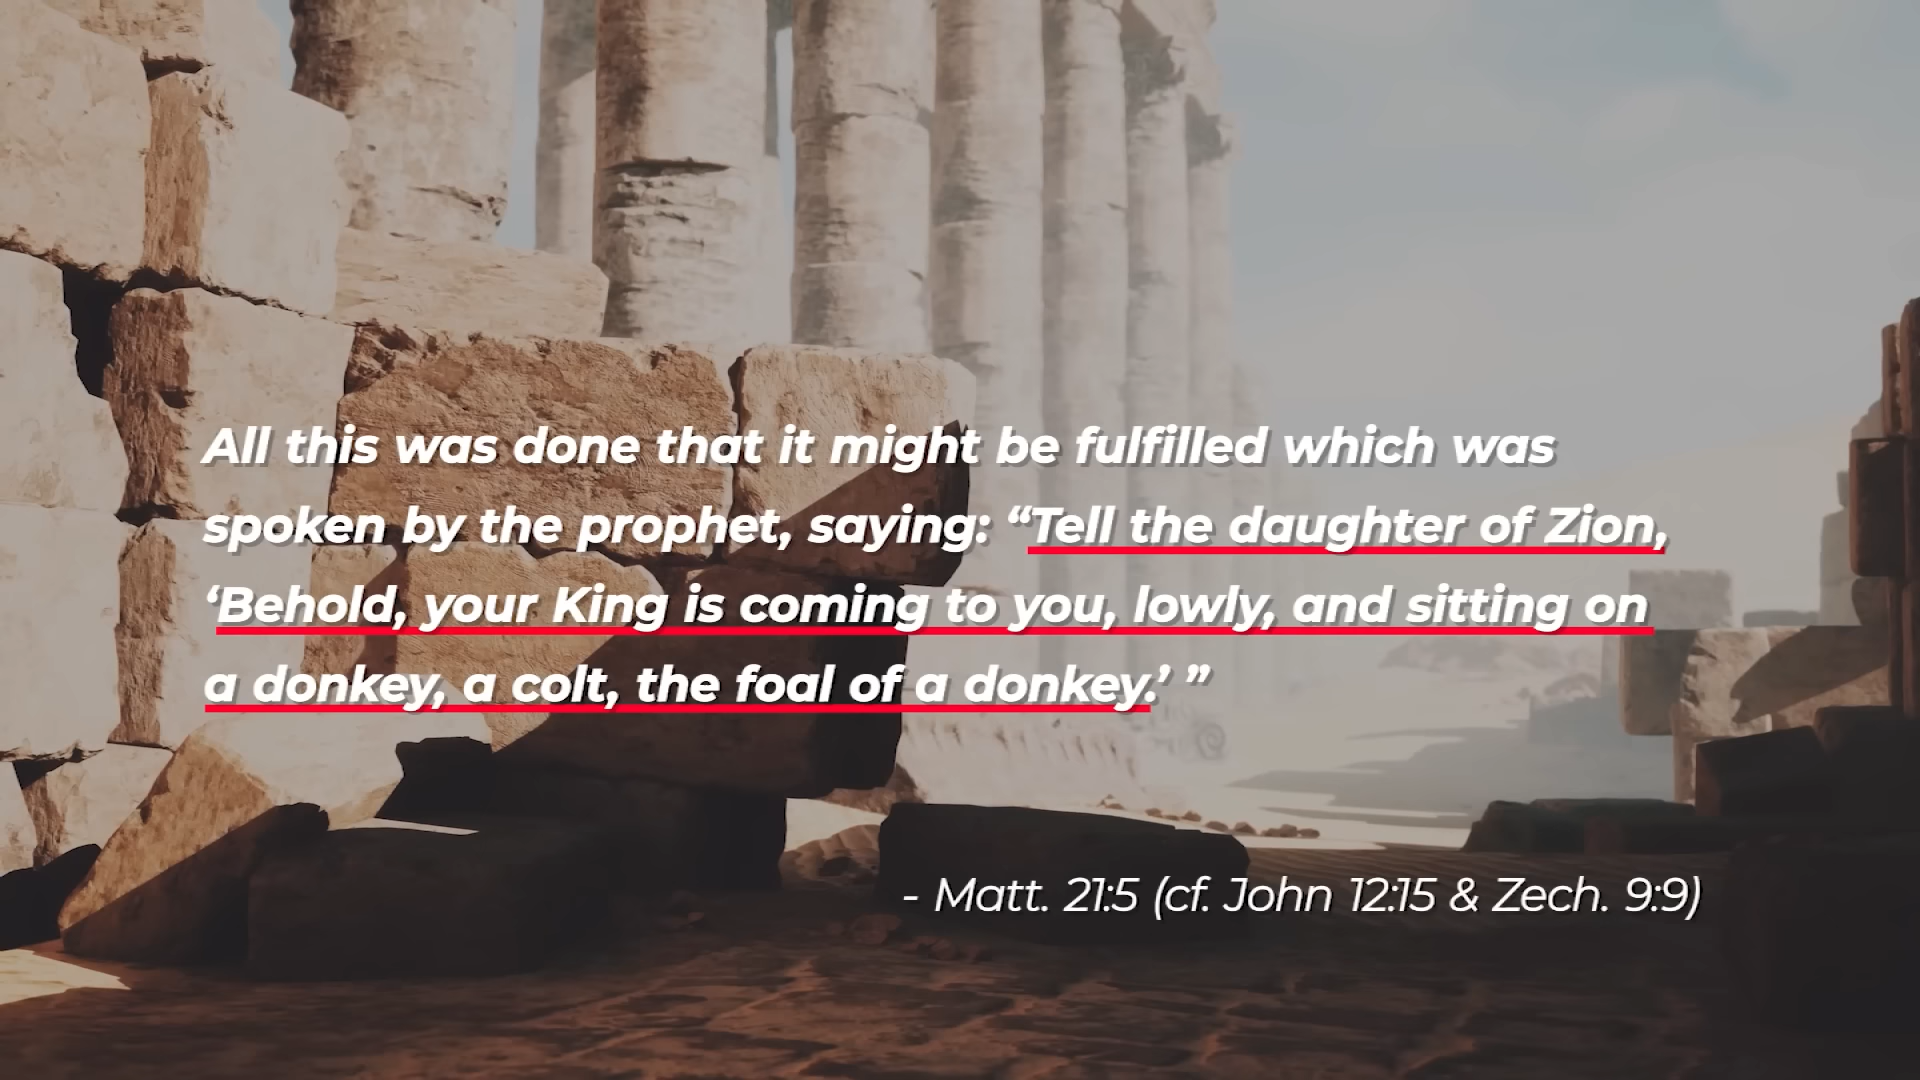 All this was done that it might be fulfilled which was
spoken by the prophet, saying: “Tell the daughter of Zion,
‘Behold, your King is coming to you, lowly, and sitting on
a donkey, a colt, the foal of a donkey.’ ”
- Matt. 21:5 (cf. John 12:15 & Zech. 9:9)